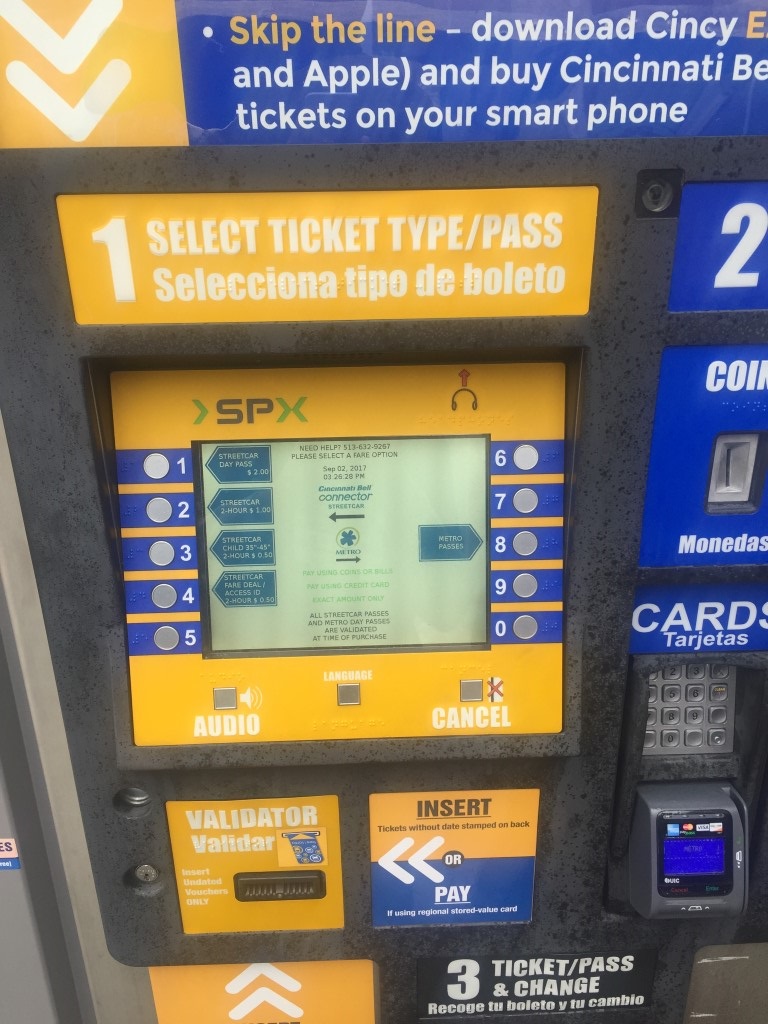 • Skip the line – download Cincy
and Apple) and buy Cincinnati Be
tickets on your smart phone
1 SELECT TICKET TYPE/PASS
Selecciona tipo de boleto
2
SPX
NEED HELP? 513-632-9267
PLEASE SELECT A FARE OPTION
Sep 02, 2017
03:26:28 PM
Cincinnati Bell
connector
STREETCAR
METRO
PAY USING COINS OR BILLS
PAY USING CREDIT CARD
EXACT AMOUNT ONLY
ALL STREETCAR PASSES
AND METRO DAY PASSES
ARE VALIDATED
AT TIME OF PURCHASE
STREETCAR
DAY PASS
$ 2.00
STREETCAR
2-HOUR $ 1.00
STREETCAR
CHILD 35"-45"
2-HOUR $ 0.50
STREETCAR
FARE DEAL /
ACCESS ID
2-HOUR $ 0.50
METRO
PASSES
1
2
3
4
5
6
7
8
9
0
AUDIO
LANGUAGE
CANCEL
COIN
Monedas
CARDS
Tarjetas
VISA
METRO
UIC
Cancel Enter
VALIDATOR
Validar
Insert
Undated
Vouchers
ONLY
INSERT
Tickets without date stamped on back
OR
PAY
If using regional stored-value card
3 TICKET/PASS
& CHANGE
Recoge tu boleto y tu cambio
INSERT